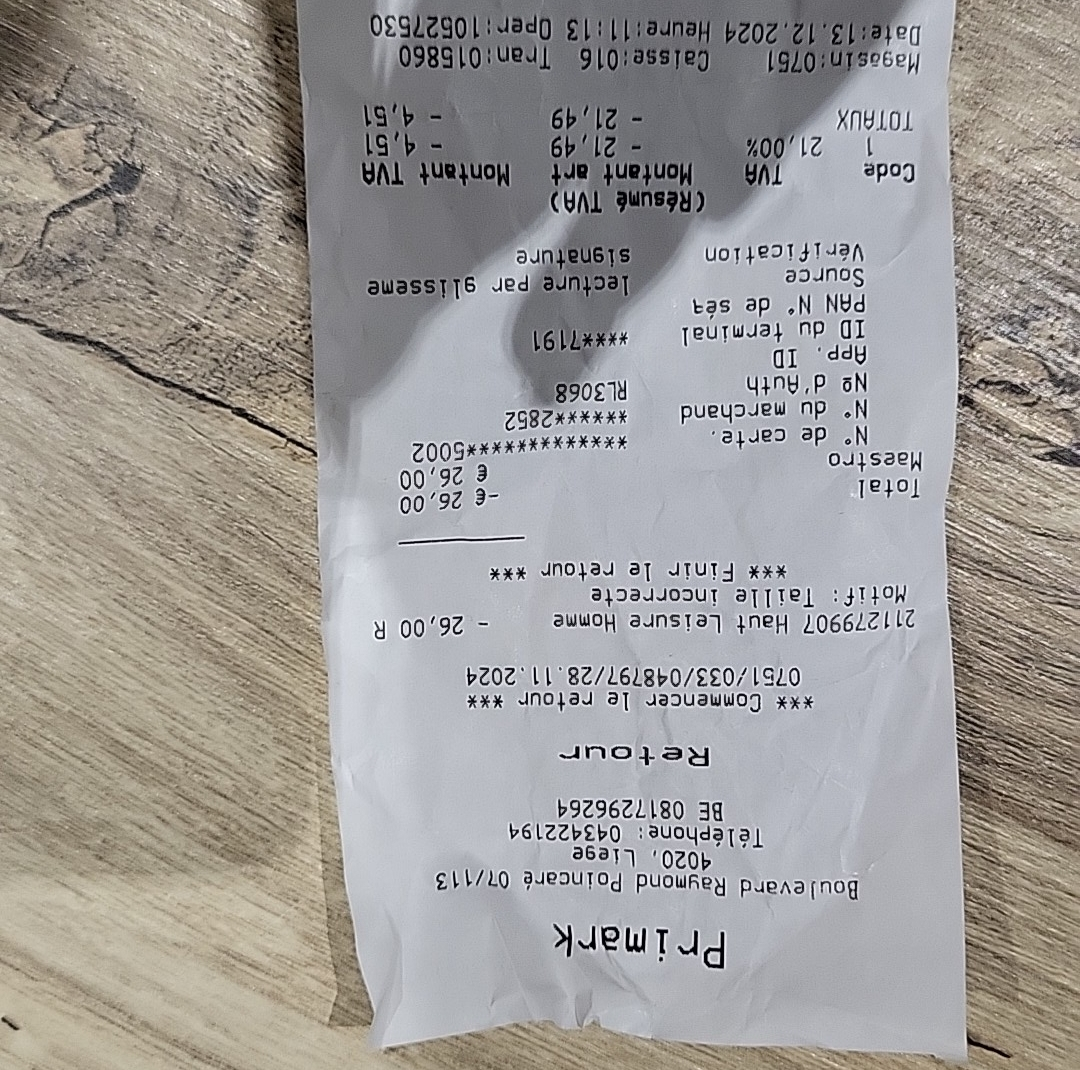 Primark
Boulevard Raymond Poincaré 07/113
4020, Liege
Téléphone: 043422194
BE 0817296264
Retour
*** Commencer le retour ***
0751/033/048797/28.11.2024
211279907 Haut Leisure Homme - 26,00 R
Motif: Taille incorrecte
*** Finir le retour ***
Total -€ 26,00
Maestro € 26,00
N° de carte. ***************5002
N° du marchand ******2852
Nº d'Auth RL3068
App. ID
ID du terminal ****7191
PAN N° de séq
Source lecture par glisseme
Vérification signature
(Résumé TVA)
Code TVA Montant art Montant TVA
1 21,00% - 21,49 - 4,51
TOTAUX - 21,49 - 4,51
Magasin:0751 Caisse:016 Tran:015860
Date:13.12.2024 Heure:11:13 Oper:10527530